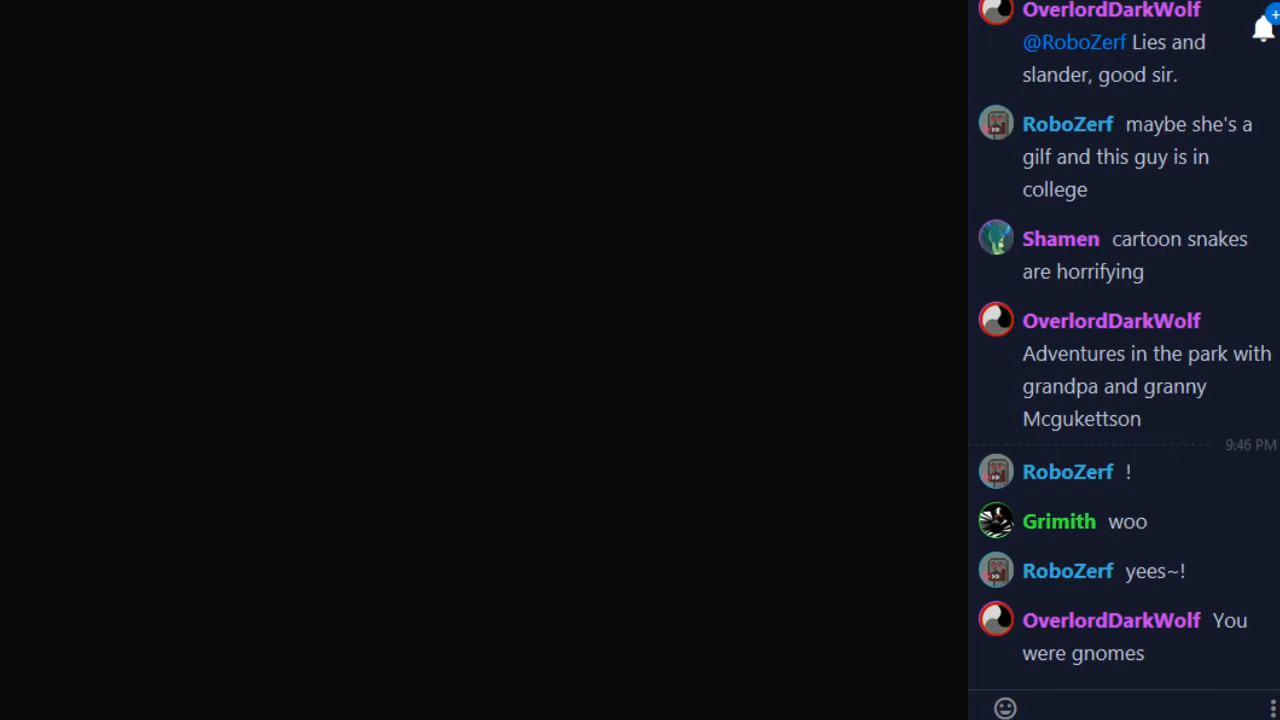 OverlordDarkWolf
@RoboZerf Lies and
slander, good sir.
RoboZerf maybe she's a
gilf and this guy is in
college
Shamen cartoon snakes
are horrifying
OverlordDarkWolf
Adventures in the park with
grandpa and granny
Mcgukettson
9:46 PM
RoboZerf !
Grimith woo
RoboZerf yees~!
OverlordDarkWolf You
were gnomes